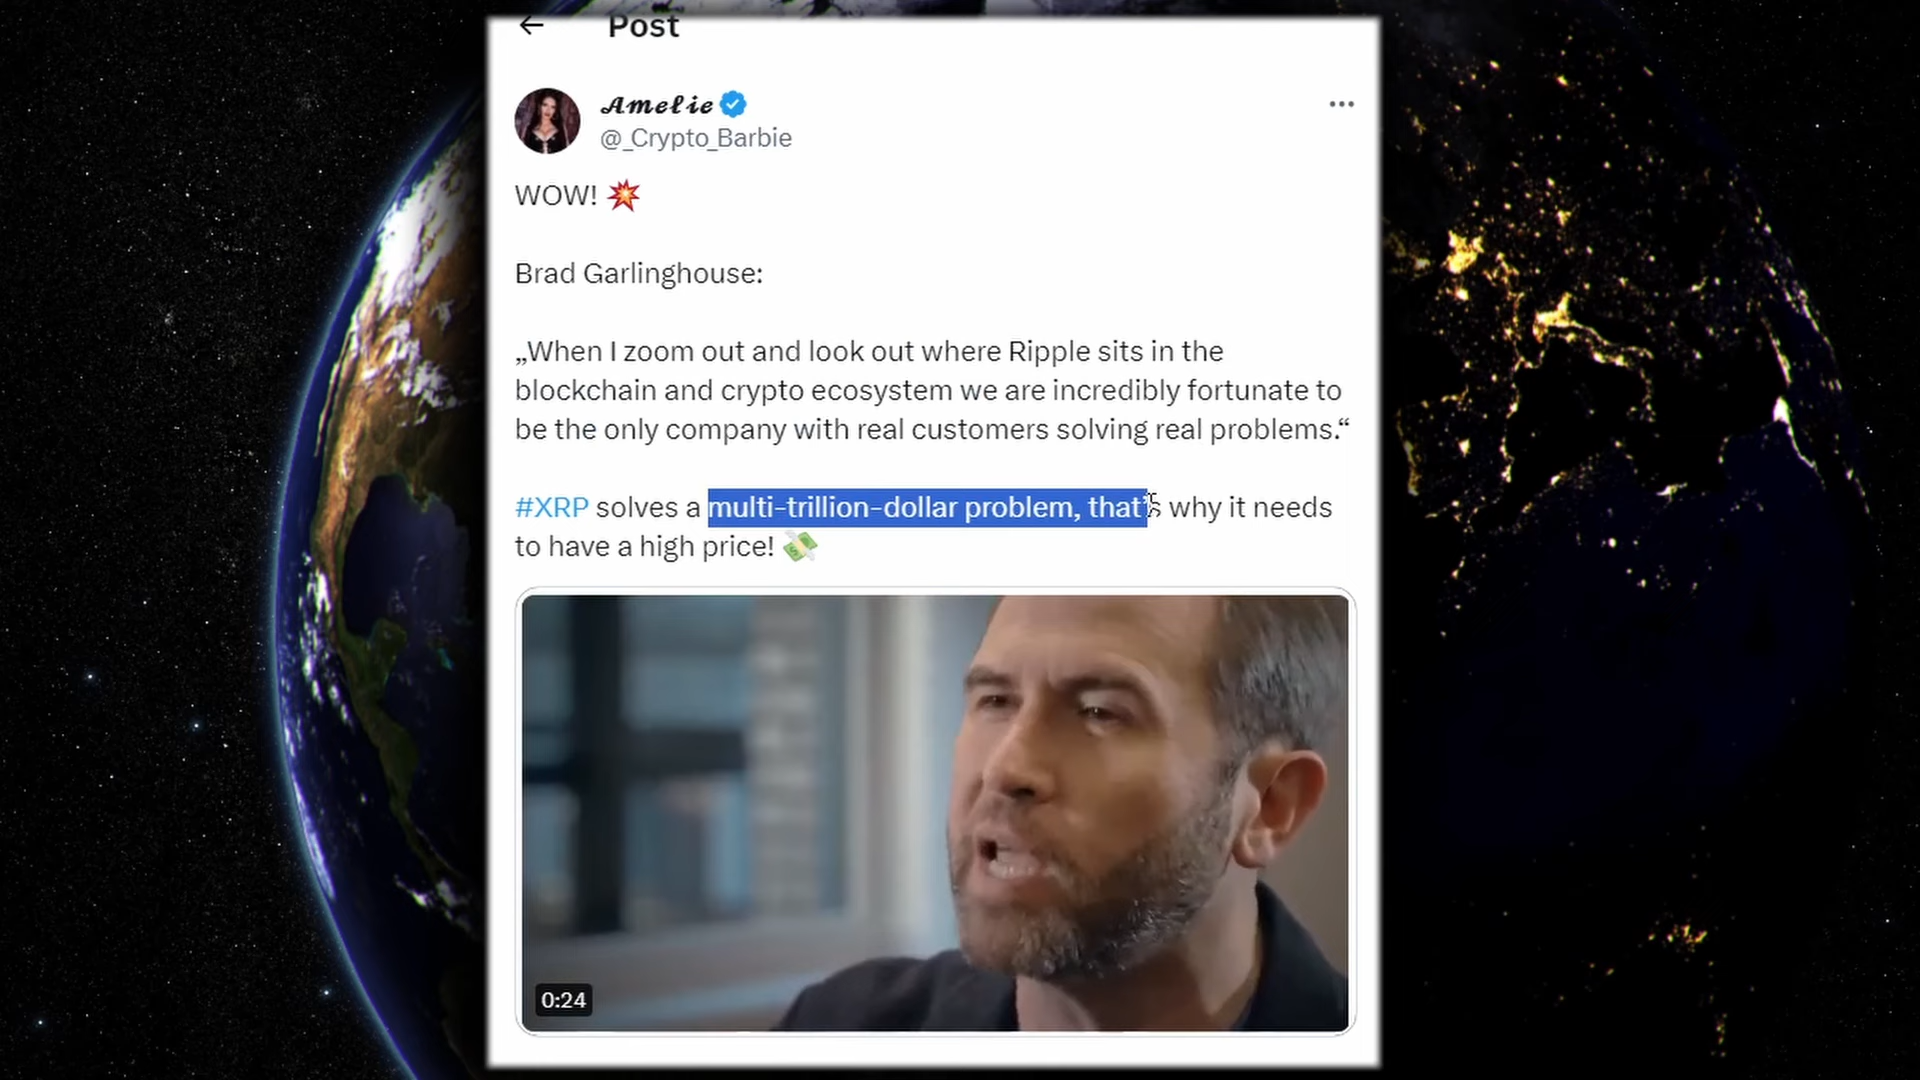 Post
𝓐𝓶𝓮𝓵𝓲𝓮
@_Crypto_Barbie
WOW! 💥
Brad Garlinghouse:
„When I zoom out and look out where Ripple sits in the
blockchain and crypto ecosystem we are incredibly fortunate to
be the only company with real customers solving real problems.“
#XRP solves a multi-trillion-dollar problem, that's why it needs
to have a high price! 💸
0:24